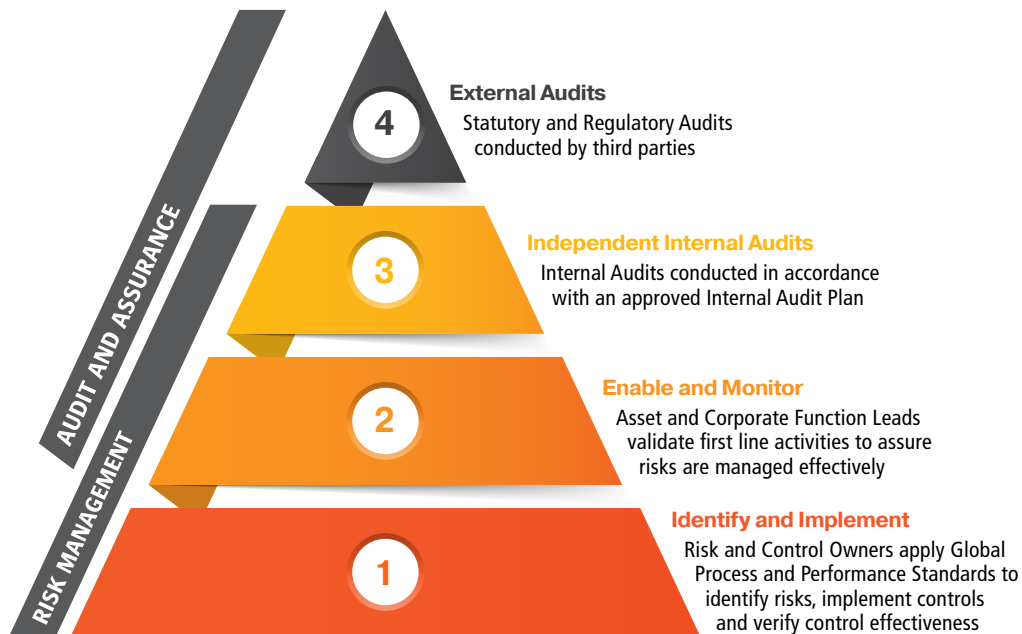 4
External Audits
Statutory and Regulatory Audits
conducted by third parties
AUDIT AND ASSURANCE
3
Independent Internal Audits
Internal Audits conducted in accordance
with an approved Internal Audit Plan
2
Enable and Monitor
Asset and Corporate Function Leads
validate first line activities to assure
risks are managed effectively
RISK MANAGEMENT
1
Identify and Implement
Risk and Control Owners apply Global
Process and Performance Standards to
identify risks, implement controls
and verify control effectiveness